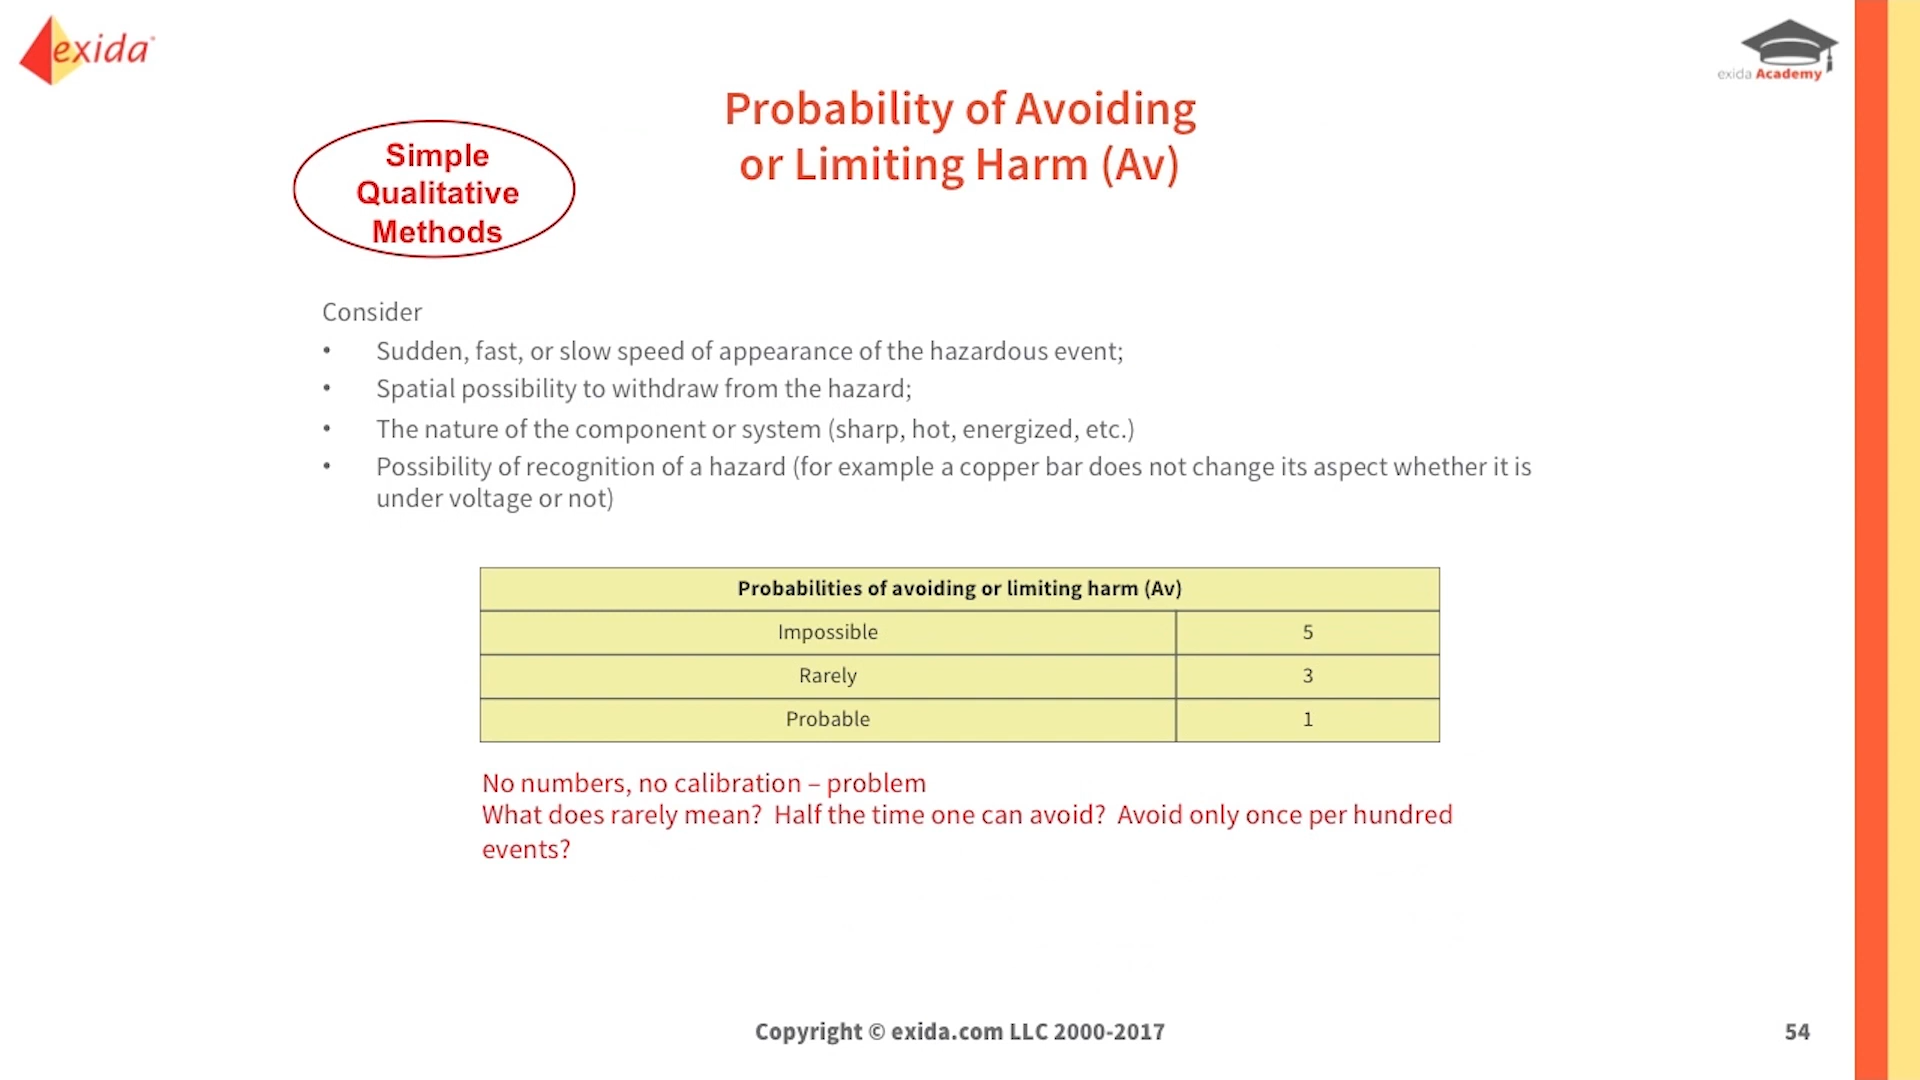 exida
exida Academy
Probability of Avoiding
or Limiting Harm (Av)
Simple
Qualitative
Methods
Consider
• Sudden, fast, or slow speed of appearance of the hazardous event;
• Spatial possibility to withdraw from the hazard;
• The nature of the component or system (sharp, hot, energized, etc.)
• Possibility of recognition of a hazard (for example a copper bar does not change its aspect whether it is
under voltage or not)
Probabilities of avoiding or limiting harm (Av)
Impossible 5
Rarely 3
Probable 1
No numbers, no calibration – problem
What does rarely mean? Half the time one can avoid? Avoid only once per hundred
events?
Copyright © exida.com LLC 2000-2017
54